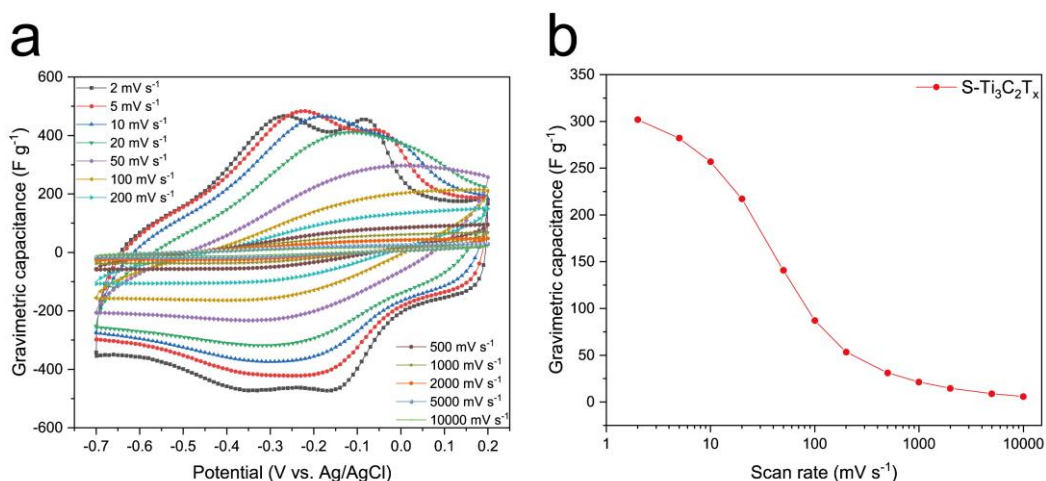 a
600
400
200
0
-200
-400
-600
Gravimetric capacitance (F g⁻¹)
2 mV s⁻¹
5 mV s⁻¹
10 mV s⁻¹
20 mV s⁻¹
50 mV s⁻¹
100 mV s⁻¹
200 mV s⁻¹
500 mV s⁻¹
1000 mV s⁻¹
2000 mV s⁻¹
5000 mV s⁻¹
10000 mV s⁻¹
-0.7 -0.6 -0.5 -0.4 -0.3 -0.2 -0.1 0.0 0.1 0.2
Potential (V vs. Ag/AgCl)
b
350
300
250
200
150
100
50
0
Gravimetric capacitance (F g⁻¹)
S-Ti₃C₂Tₓ
1 10 100 1000 10000
Scan rate (mV s⁻¹)